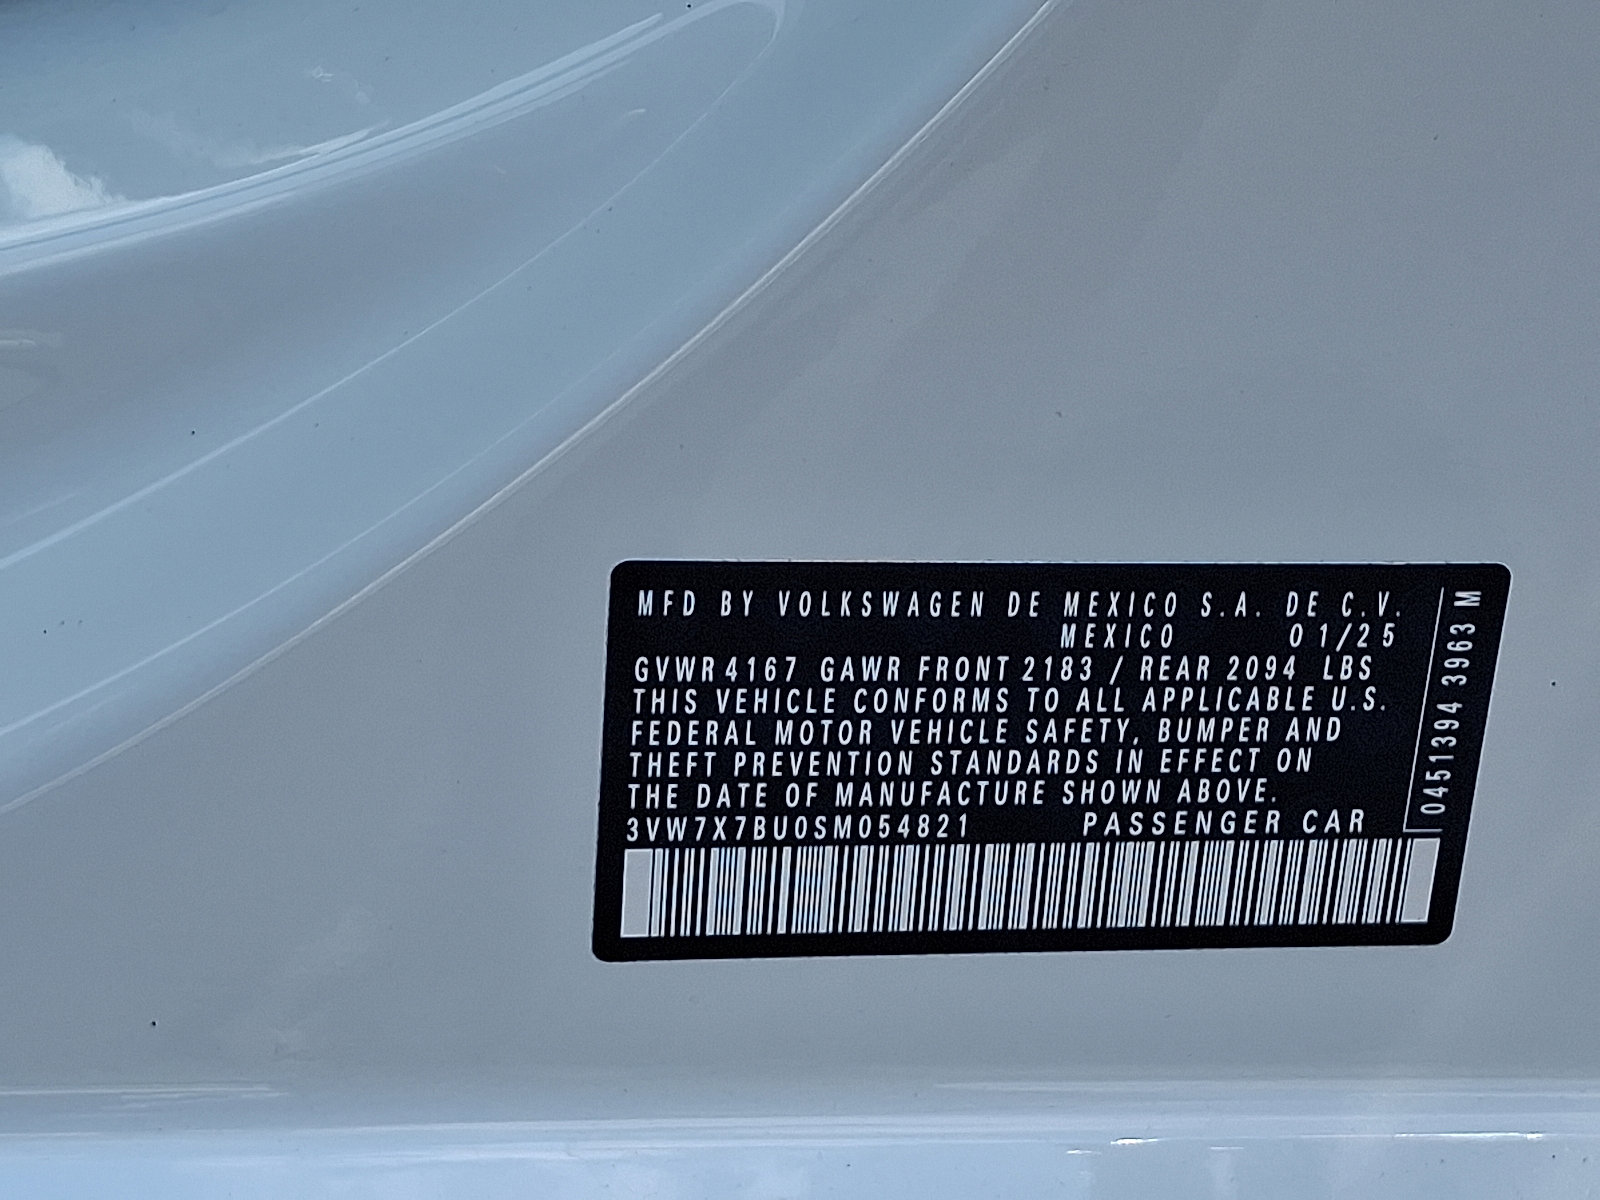 MFD BY VOLKSWAGEN DE MEXICO S.A. DE C.V.
MEXICO 01/25
GVWR 4167 GAWR FRONT 2183 / REAR 2094 LBS
THIS VEHICLE CONFORMS TO ALL APPLICABLE U.S.
FEDERAL MOTOR VEHICLE SAFETY, BUMPER AND
THEFT PREVENTION STANDARDS IN EFFECT ON
THE DATE OF MANUFACTURE SHOWN ABOVE.
3VW7X7BU0SM054821 PASSENGER CAR
0451394 3963 M